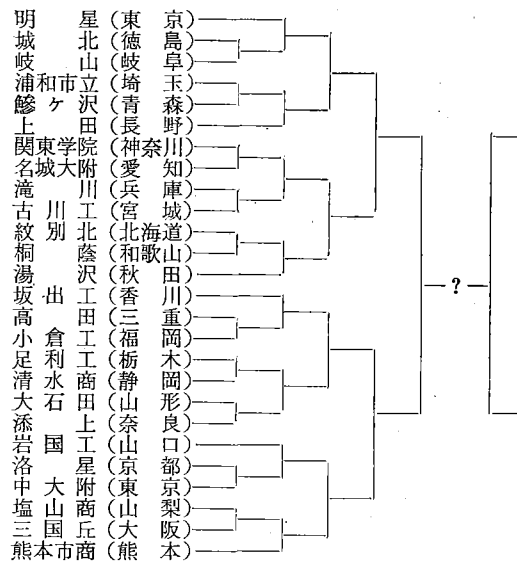 明星(東京)
城北(徳島)
岐山(岐阜)
浦和市立(埼玉)
鰺ヶ沢(青森)
上田(長野)
関東学院(神奈川)
名城大附(愛知)
滝川(兵庫)
古川工(宮城)
紋別北(北海道)
桐蔭(和歌山)
湯沢(秋田)
坂出工(香川)
高田(三重)
小倉工(福岡)
足利工(栃木)
清水商(静岡)
大石田(山形)
添上(奈良)
岩国工(山口)
洛星(京都)
中大附(東京)
塩山商(山梨)
三国丘(大阪)
熊本市商(熊本)
?